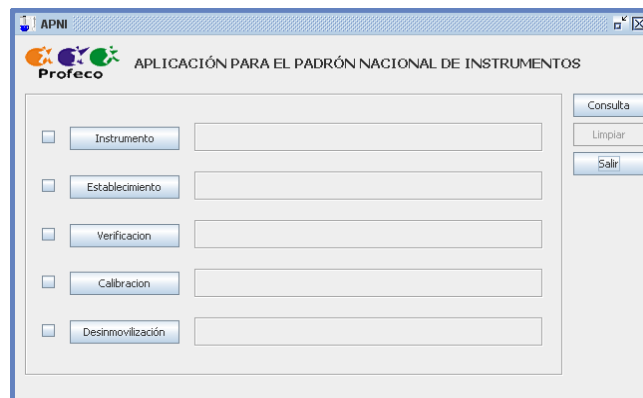 APNI
Profeco
APLICACIÓN PARA EL PADRÓN NACIONAL DE INSTRUMENTOS
Consulta
Instrumento
Limpiar
Salir
Establecimiento
Verificacion
Calibracion
Desinmovilización